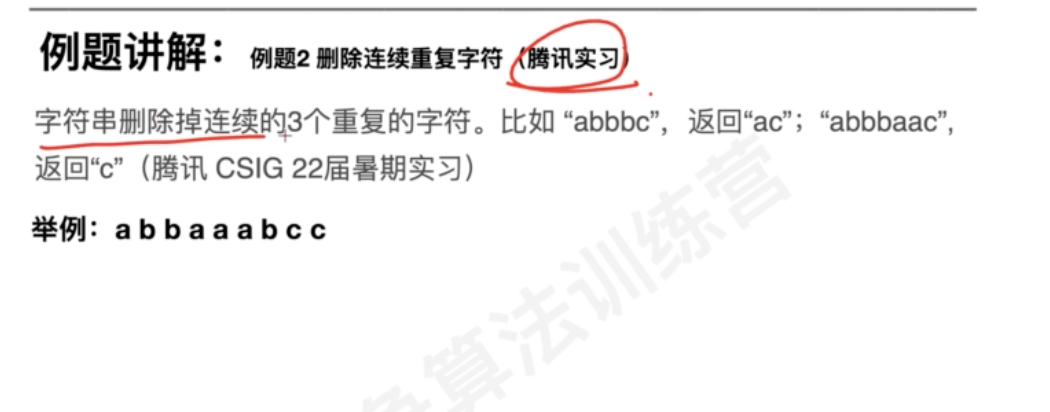 例题讲解： 例题2 删除连续重复字符（腾讯实习）
字符串删除掉连续的3个重复的字符。比如 “abbbc”，返回“ac”；“abbbaac”，
返回“c”（腾讯 CSIG 22届暑期实习）
举例：a b b a a a b c c
算法训练营